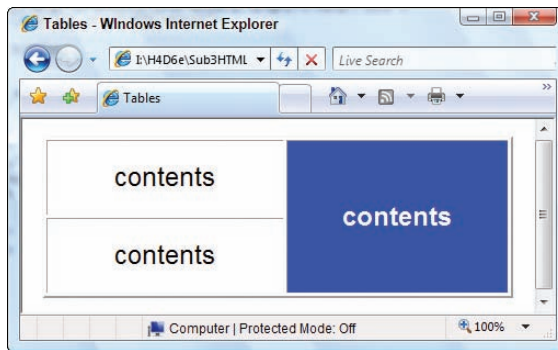 Tables - WIndows Internet Explorer
I:\H4D6e\Sub3HTML
Live Search
Tables
contents
contents
contents
Computer | Protected Mode: Off
100%